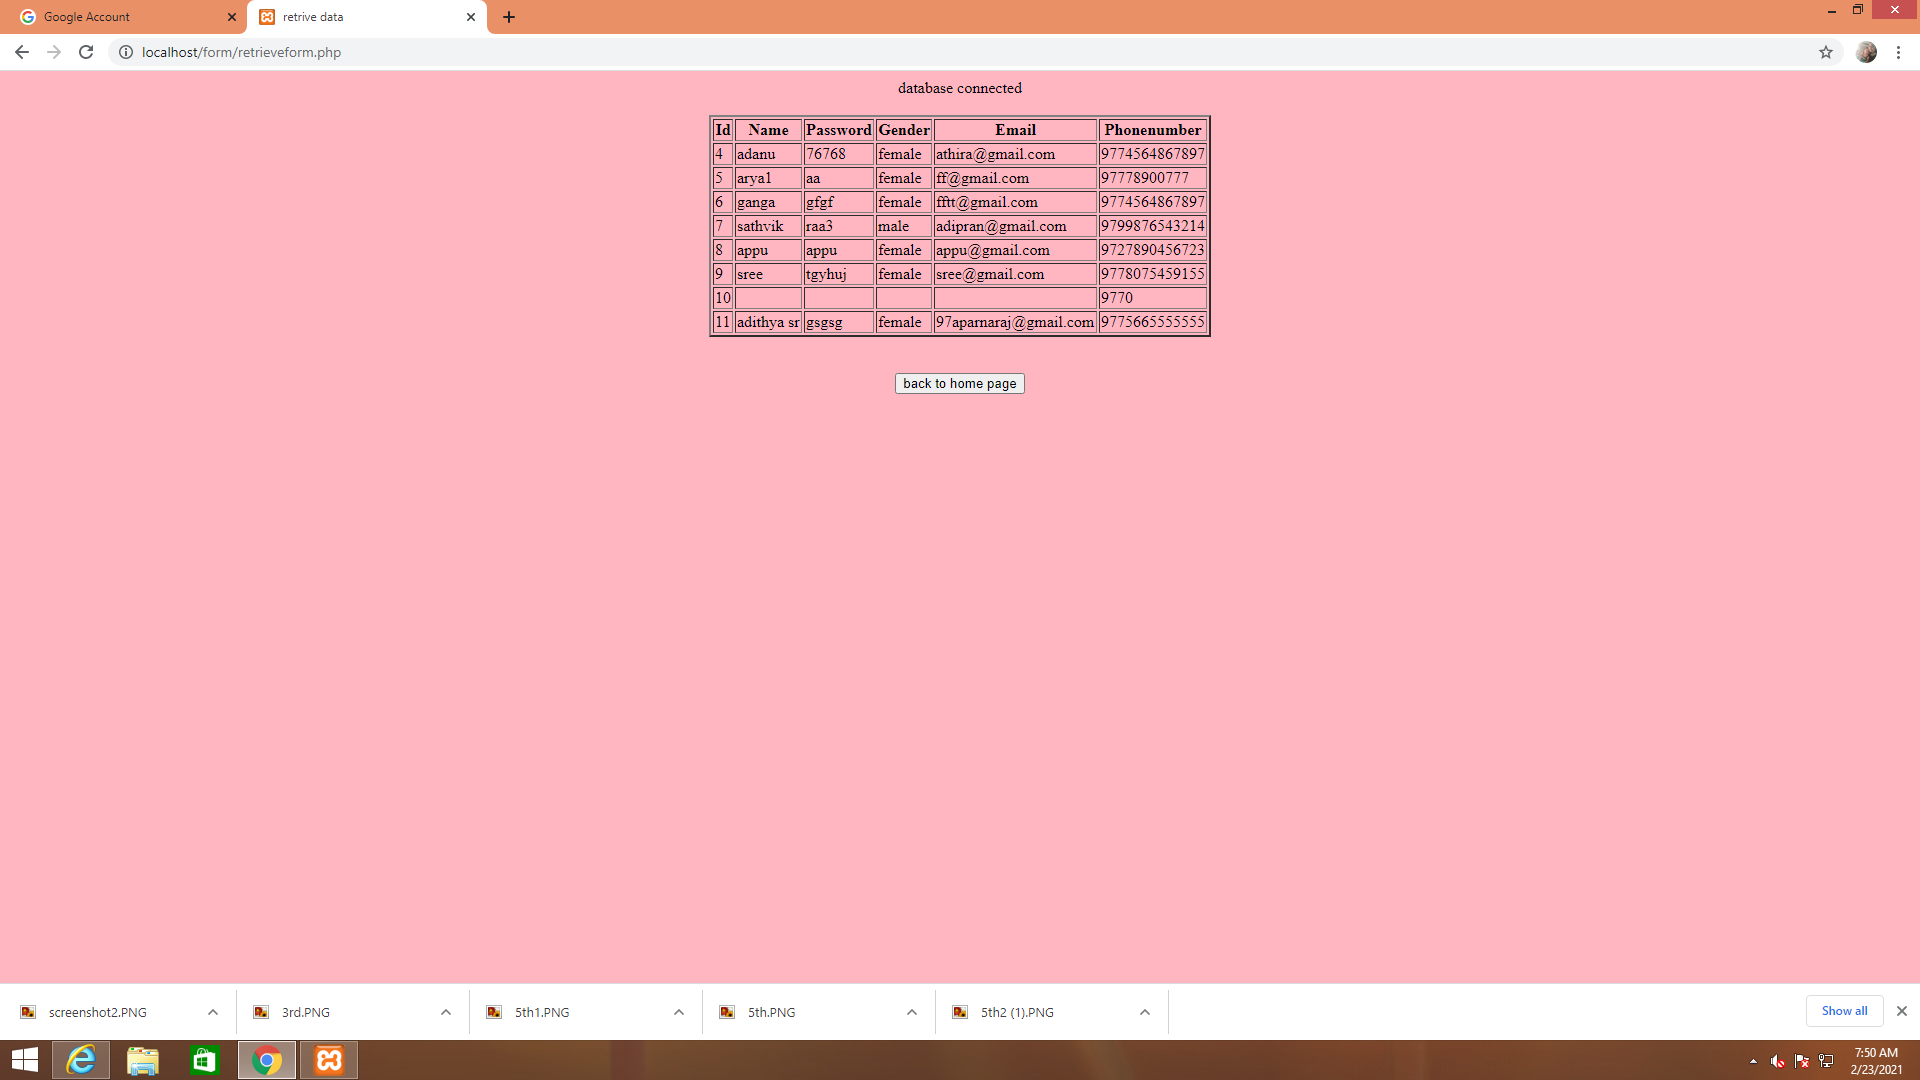 Google Account
retrive data
localhost/form/retrieveform.php
database connected
Id Name Password Gender Email Phonenumber
4 adanu 76768 female athira@gmail.com 9774564867897
5 arya1 aa female ff@gmail.com 97778900777
6 ganga gfgf female fftt@gmail.com 9774564867897
7 sathvik raa3 male adipran@gmail.com 9799876543214
8 appu appu female appu@gmail.com 9727890456723
9 sree tgyhuj female sree@gmail.com 9778075459155
10 9770
11 adithya sr gsgsg female 97aparnaraj@gmail.com 9775665555555
back to home page
screenshot2.PNG
3rd.PNG
5th1.PNG
5th.PNG
5th2 (1).PNG
Show all
7:50 AM
2/23/2021